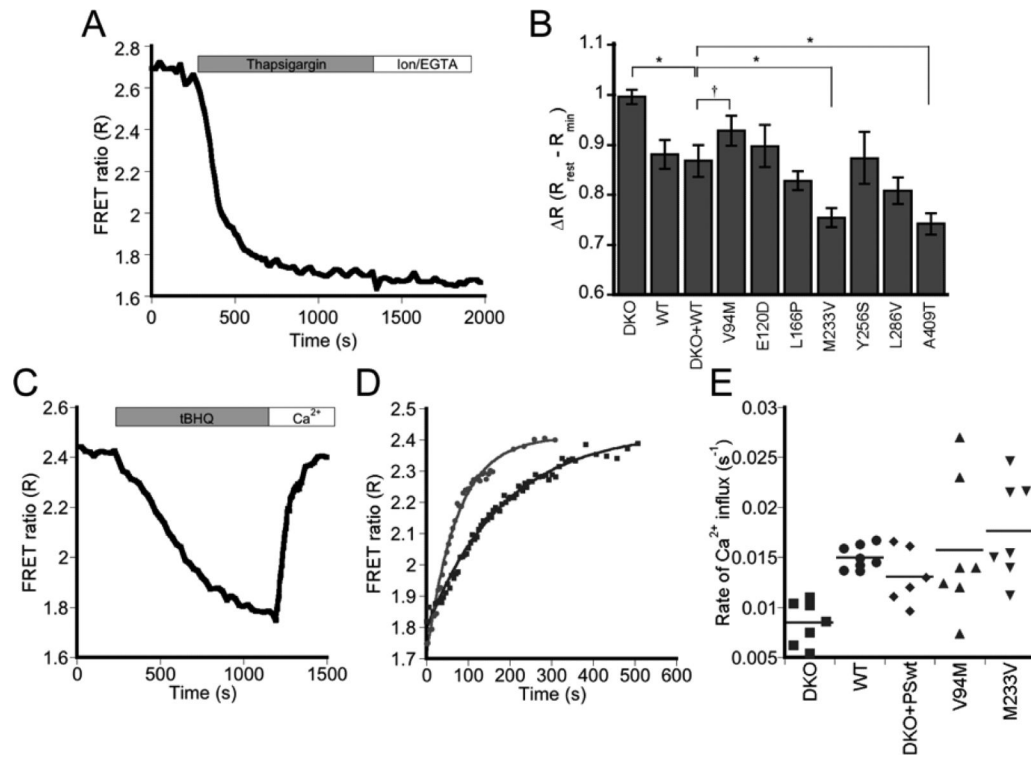 A
2.8
2.6
2.4
2.2
2
1.8
1.6
FRET ratio (R)
Thapsigargin
Ion/EGTA
0
500
1000
1500
2000
Time (s)
B
1.1
1
0.9
0.8
0.7
0.6
ΔR (Rrest - Rmin)
*
*
*
†
DKO
WT
DKO+WT
V94M
E120D
L166P
M233V
Y256S
L286V
A409T
C
2.6
2.4
2.2
2
1.8
1.6
FRET ratio (R)
tBHQ
Ca2+
0
500
1000
1500
Time (s)
D
2.5
2.4
2.3
2.2
2.1
2
1.9
1.8
1.7
FRET ratio (R)
0
100
200
300
400
500
600
Time (s)
E
0.03
0.025
0.02
0.015
0.01
0.005
Rate of Ca2+ influx (s-1)
DKO
WT
DKO+PSwt
V94M
M233V